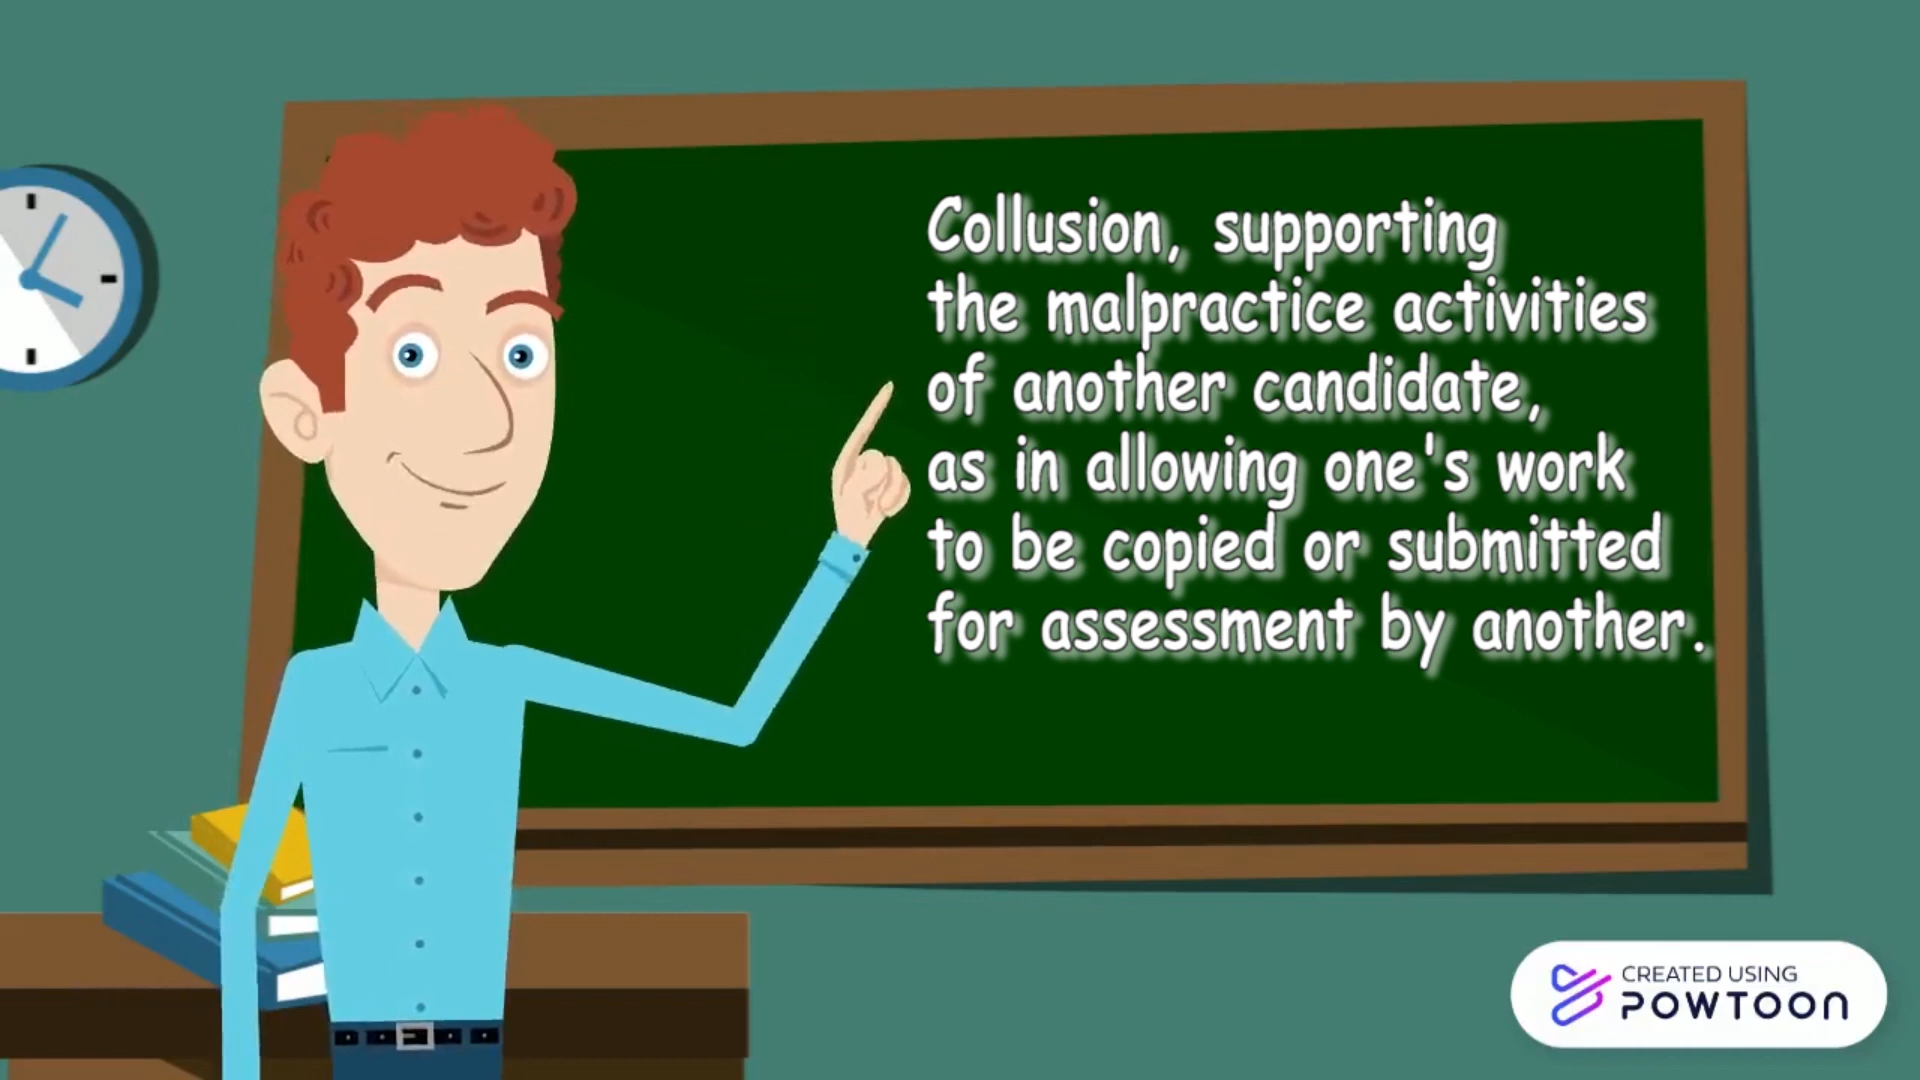 Collusion, supporting
the malpractice activities
of another candidate,
as in allowing one's work
to be copied or submitted
for assessment by another.
CREATED USING
POWTOON